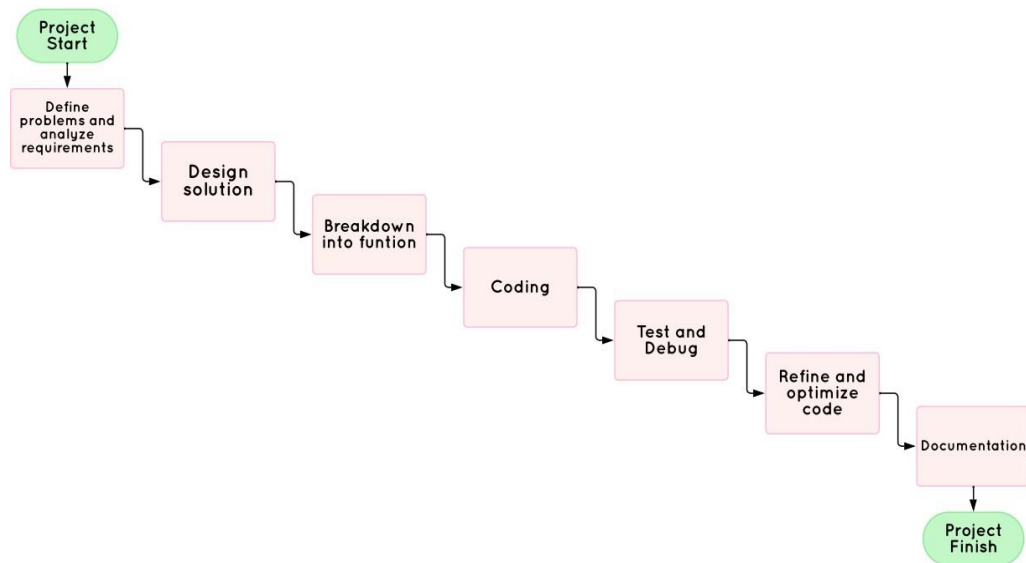 Project
Start
Define
problems and
analyze
requirements
Design
solution
Breakdown
into funtion
Coding
Test and
Debug
Refine and
optimize
code
Documentation
Project
Finish